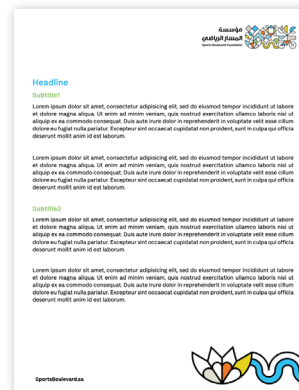 مؤسسة
المسار الرياضي
Sports Boulevard Foundation
Headline
Subtitle1
Lorem ipsum dolor sit amet, consectetur adipisicing elit, sed do eiusmod tempor incididunt ut labore
et dolore magna aliqua. Ut enim ad minim veniam, quis nostrud exercitation ullamco laboris nisi ut
aliquip ex ea commodo consequat. Duis aute irure dolor in reprehenderit in voluptate velit esse cillum
dolore eu fugiat nulla pariatur. Excepteur sint occaecat cupidatat non proident, sunt in culpa qui officia
deserunt mollit anim id est laborum.
Lorem ipsum dolor sit amet, consectetur adipisicing elit, sed do eiusmod tempor incididunt ut labore
et dolore magna aliqua. Ut enim ad minim veniam, quis nostrud exercitation ullamco laboris nisi ut
aliquip ex ea commodo consequat. Duis aute irure dolor in reprehenderit in voluptate velit esse cillum
dolore eu fugiat nulla pariatur. Excepteur sint occaecat cupidatat non proident, sunt in culpa qui officia
deserunt mollit anim id est laborum.
Subtitle2
Lorem ipsum dolor sit amet, consectetur adipisicing elit, sed do eiusmod tempor incididunt ut labore
et dolore magna aliqua. Ut enim ad minim veniam, quis nostrud exercitation ullamco laboris nisi ut
aliquip ex ea commodo consequat. Duis aute irure dolor in reprehenderit in voluptate velit esse cillum
dolore eu fugiat nulla pariatur. Excepteur sint occaecat cupidatat non proident, sunt in culpa qui officia
deserunt mollit anim id est laborum.
Lorem ipsum dolor sit amet, consectetur adipisicing elit, sed do eiusmod tempor incididunt ut labore
et dolore magna aliqua. Ut enim ad minim veniam, quis nostrud exercitation ullamco laboris nisi ut
aliquip ex ea commodo consequat. Duis aute irure dolor in reprehenderit in voluptate velit esse cillum
dolore eu fugiat nulla pariatur. Excepteur sint occaecat cupidatat non proident, sunt in culpa qui officia
deserunt mollit anim id est laborum.
SportsBoulevard.sa